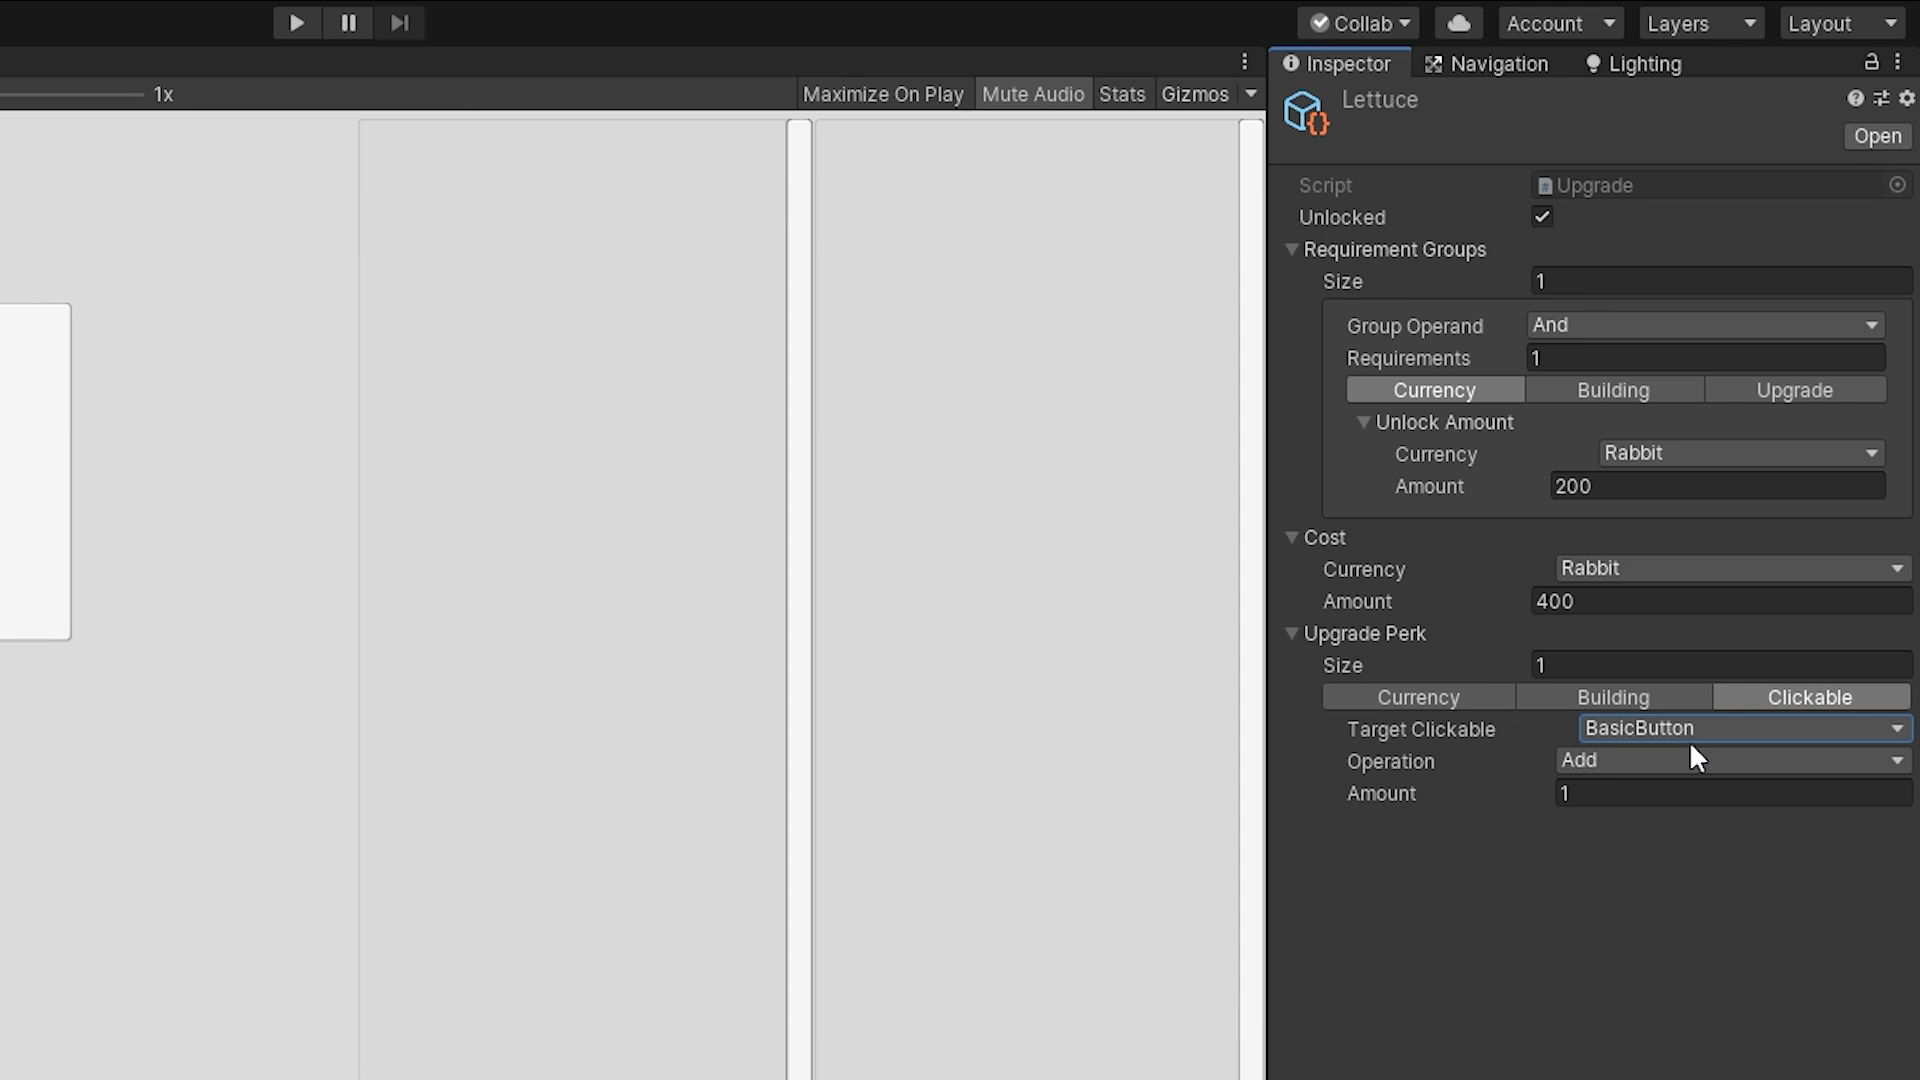 Collab
Account
Layers
Layout
Inspector
Navigation
Lighting
1x
Maximize On Play
Mute Audio
Stats
Gizmos
Lettuce
Open
Script
Upgrade
Unlocked
Requirement Groups
Size
1
Group Operand
And
Requirements
1
Currency
Building
Upgrade
Unlock Amount
Currency
Rabbit
Amount
200
Cost
Currency
Rabbit
Amount
400
Upgrade Perk
Size
1
Currency
Building
Clickable
Target Clickable
BasicButton
Operation
Add
Amount
1